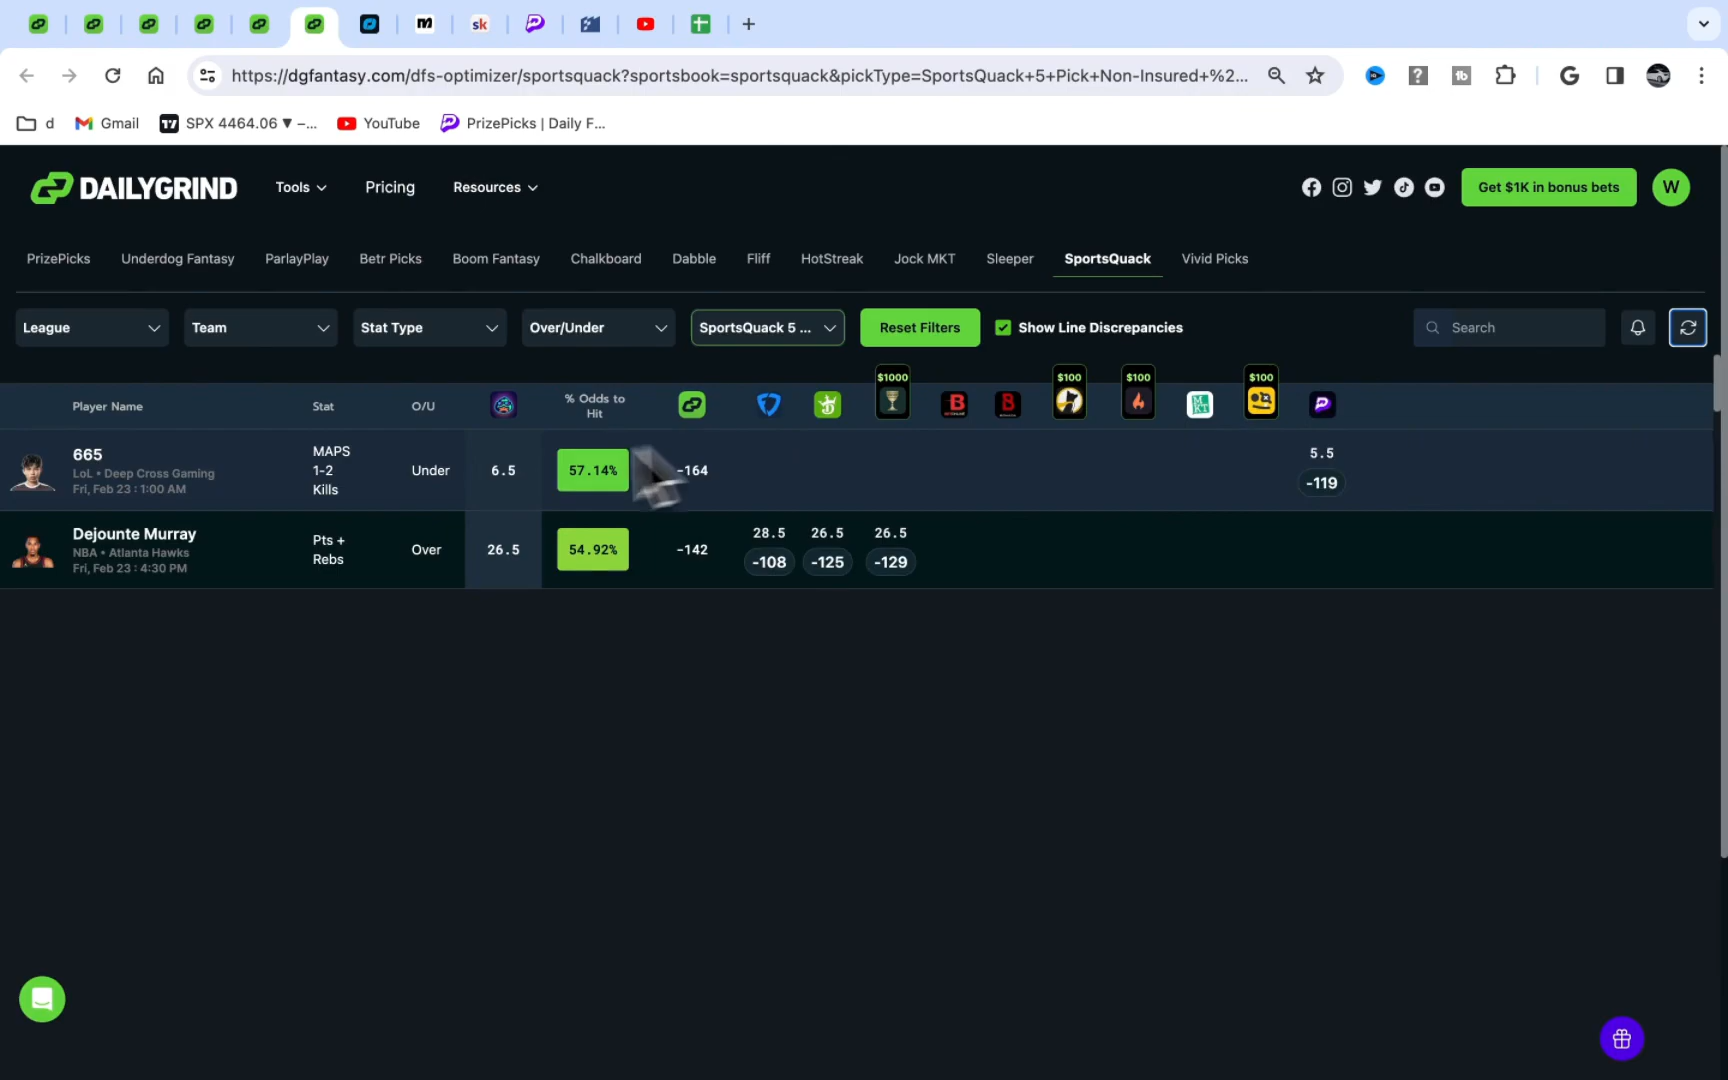 sk
https://dgfantasy.com/dfs-optimizer/sportsquack?sportsbook=sportsquack&pickType=SportsQuack+5+Pick+Non-Insured+%2...
d Gmail SPX 4464.06 ▼ –... YouTube PrizePicks | Daily F...
DAILYGRIND Tools Pricing Resources Get $1K in bonus bets W
PrizePicks Underdog Fantasy ParlayPlay Betr Picks Boom Fantasy Chalkboard Dabble Fliff HotStreak Jock MKT Sleeper SportsQuack Vivid Picks
League Team Stat Type Over/Under SportsQuack 5 ... Reset Filters Show Line Discrepancies Search
$1000 $100 $100 $100
Player Name Stat O/U % Odds to
Hit
665
LoL • Deep Cross Gaming
Fri, Feb 23 : 1:00 AM
MAPS
1-2
Kills
Under 6.5 57.14% -164
5.5
-119
Dejounte Murray
NBA • Atlanta Hawks
Fri, Feb 23 : 4:30 PM
Pts +
Rebs
Over 26.5 54.92% -142
28.5 26.5 26.5
-108 -125 -129